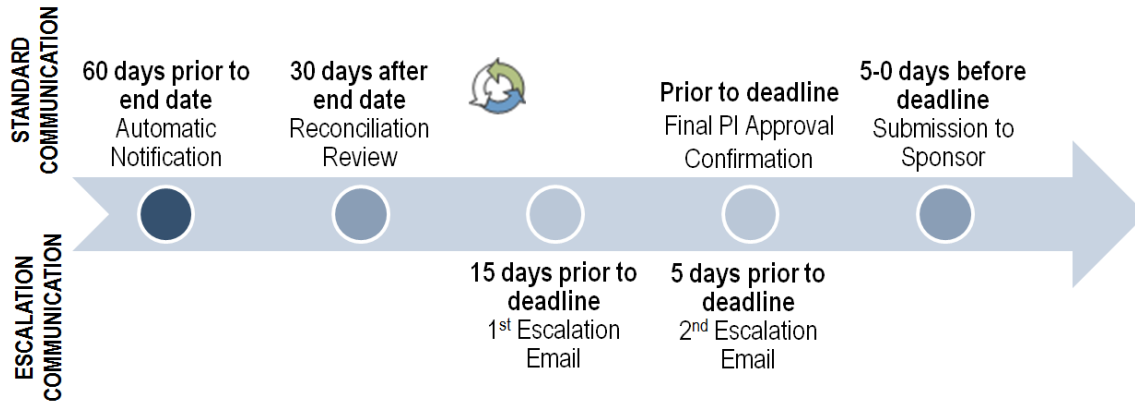 STANDARD
COMMUNICATION
60 days prior to
end date
Automatic
Notification
30 days after
end date
Reconciliation
Review
Prior to deadline
Final PI Approval
Confirmation
5-0 days before
deadline
Submission to
Sponsor
ESCALATION
COMMUNICATION
15 days prior to
deadline
1st Escalation
Email
5 days prior to
deadline
2nd Escalation
Email